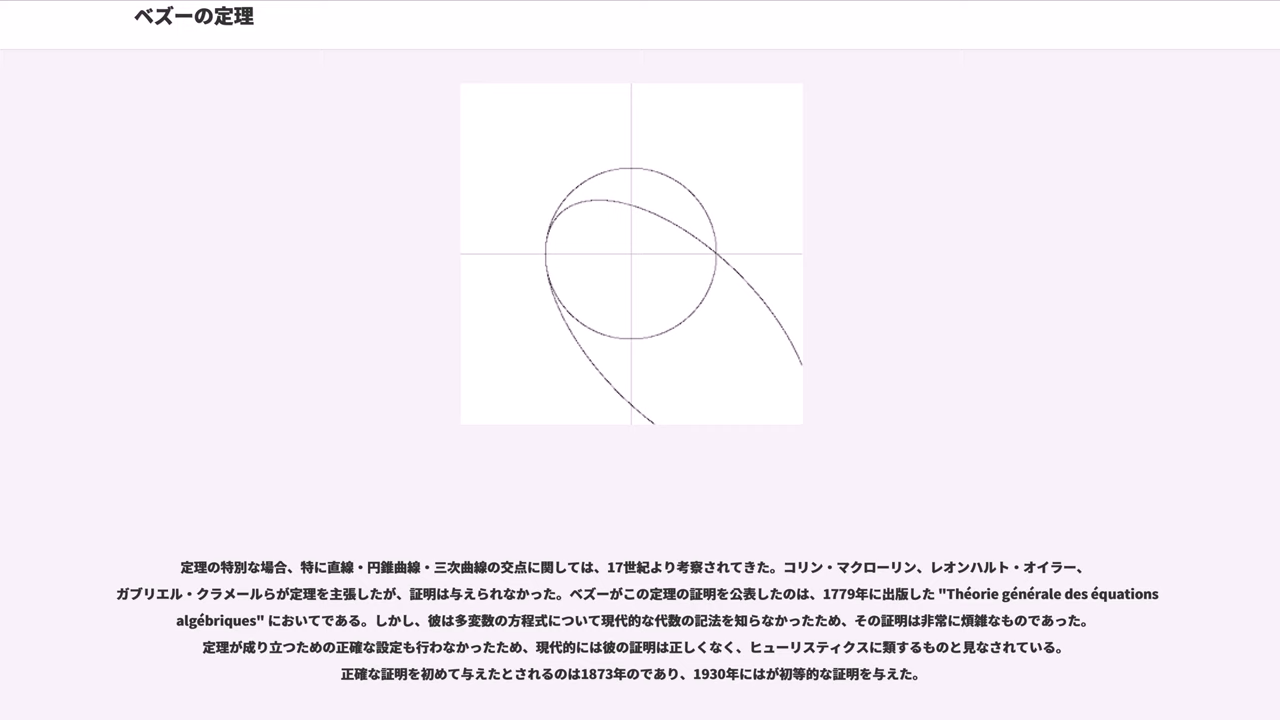 ベズーの定理
定理の特別な場合、特に直線・円錐曲線・三次曲線の交点に関しては、17世紀より考察されてきた。コリン・マクローリン、レオンハルト・オイラー、
ガブリエル・クラメールらが定理を主張したが、証明は与えられなかった。ベズーがこの定理の証明を公表したのは、1779年に出版した "Théorie générale des équations
algébriques" においてである。しかし、彼は多変数の方程式について現代的な代数の記法を知らなかったため、その証明は非常に煩雑なものであった。
定理が成り立つための正確な設定も行わなかったため、現代的には彼の証明は正しくなく、ヒューリスティクスに類するものと見なされている。
正確な証明を初めて与えたとされるのは1873年のであり、1930年にはが初等的な証明を与えた。